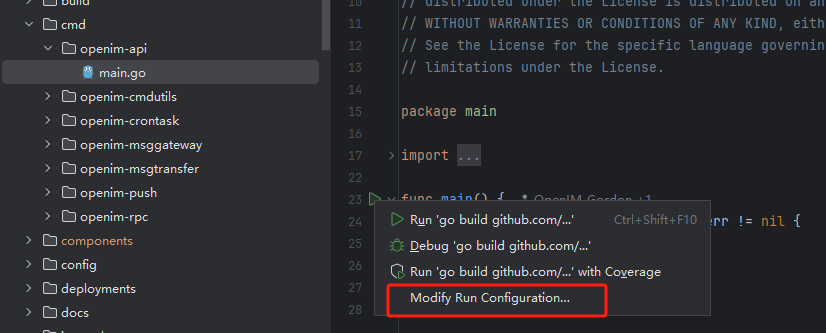 build
cmd
openim-api
main.go
openim-cmdutils
openim-crontask
openim-msggateway
openim-msgtransfer
openim-push
openim-rpc
components
config
deployments
docs
10 // distributed under the License is distributed on an
11 // WITHOUT WARRANTIES OR CONDITIONS OF ANY KIND, eith
12 // See the License for the specific language governin
13 // limitations under the License.
14
15 package main
16
17 import ...
22
23 func main() { OpenIM-Gordon +1
24 err != nil {
25
26
27
28
Run 'go build github.com/...' Ctrl+Shift+F10
Debug 'go build github.com/...'
Run 'go build github.com/...' with Coverage
Modify Run Configuration...